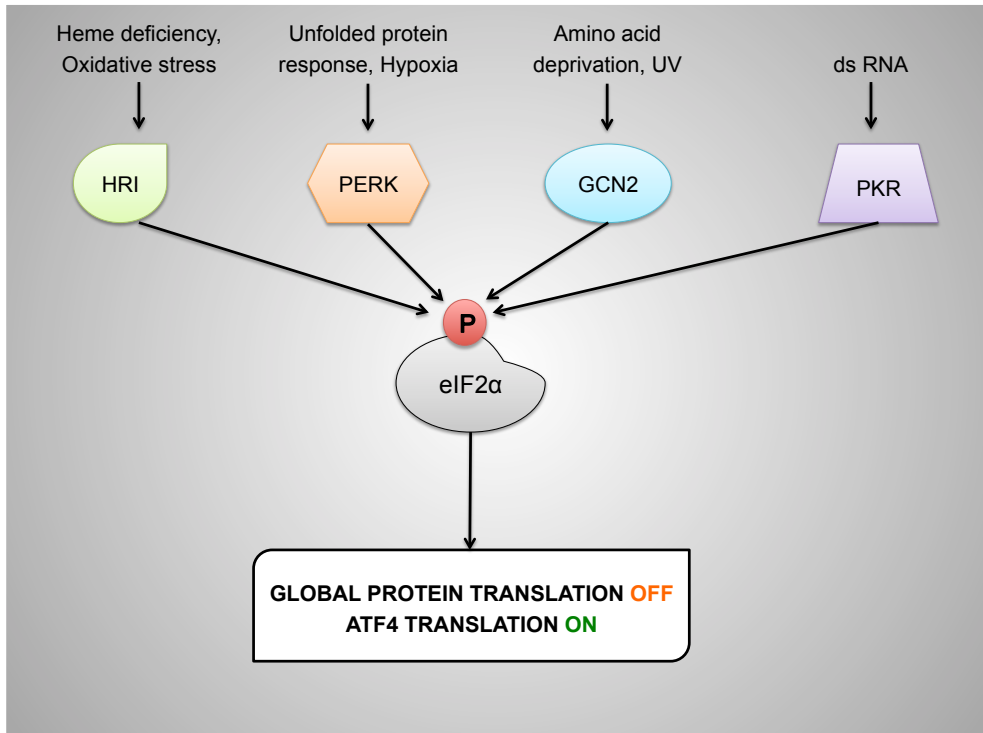 Heme deficiency,
Oxidative stress
Unfolded protein
response, Hypoxia
Amino acid
deprivation, UV
ds RNA
HRI
PERK
GCN2
PKR
P
eIF2α
GLOBAL PROTEIN TRANSLATION OFF
ATF4 TRANSLATION ON